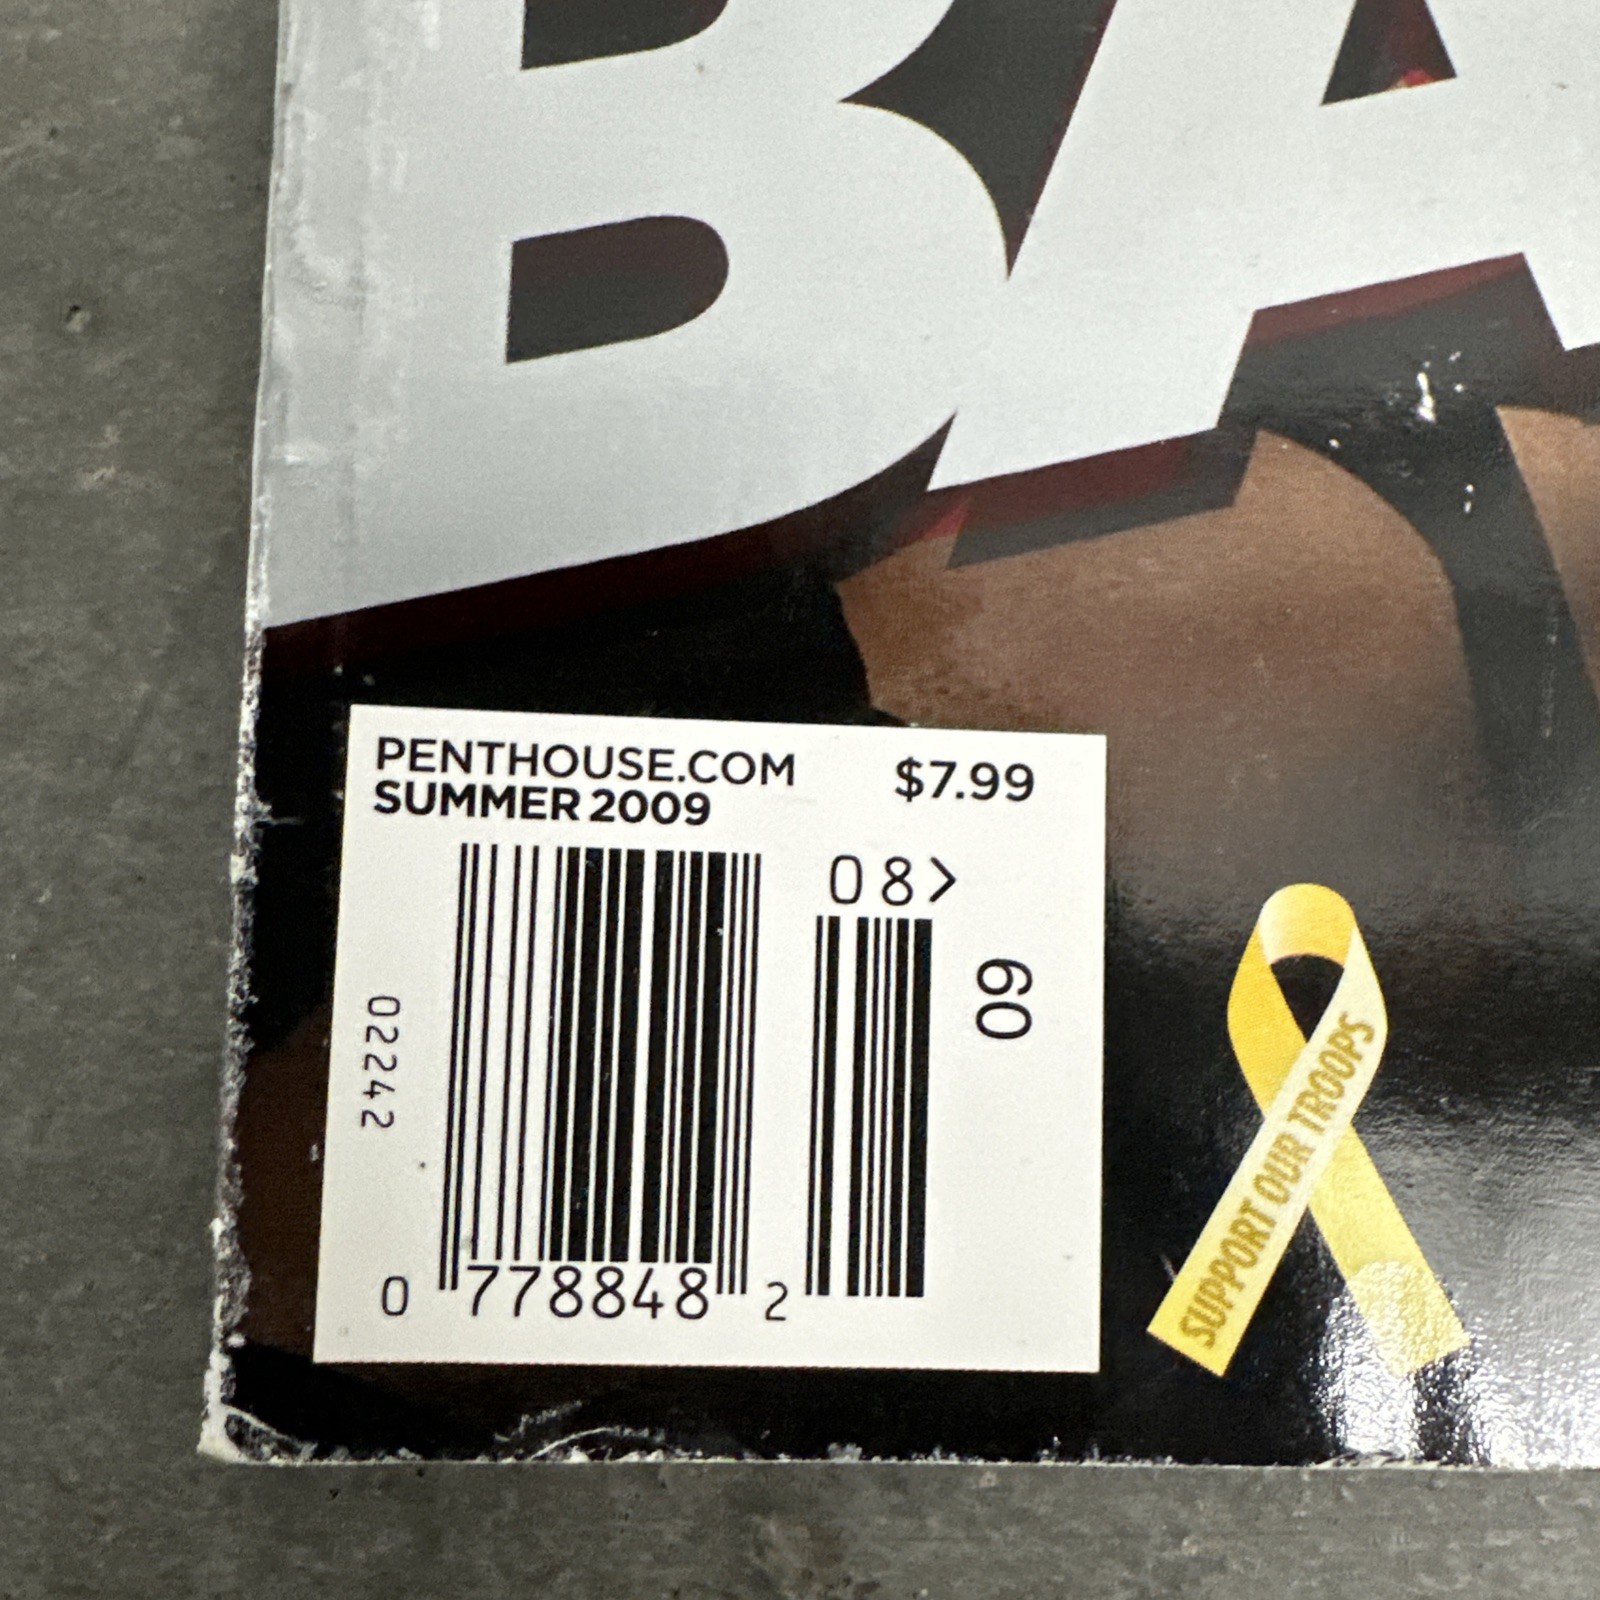 BA
PENTHOUSE.COM $7.99
SUMMER 2009
08>
09
02242
0 778848 2
SUPPORT OUR TROOPS